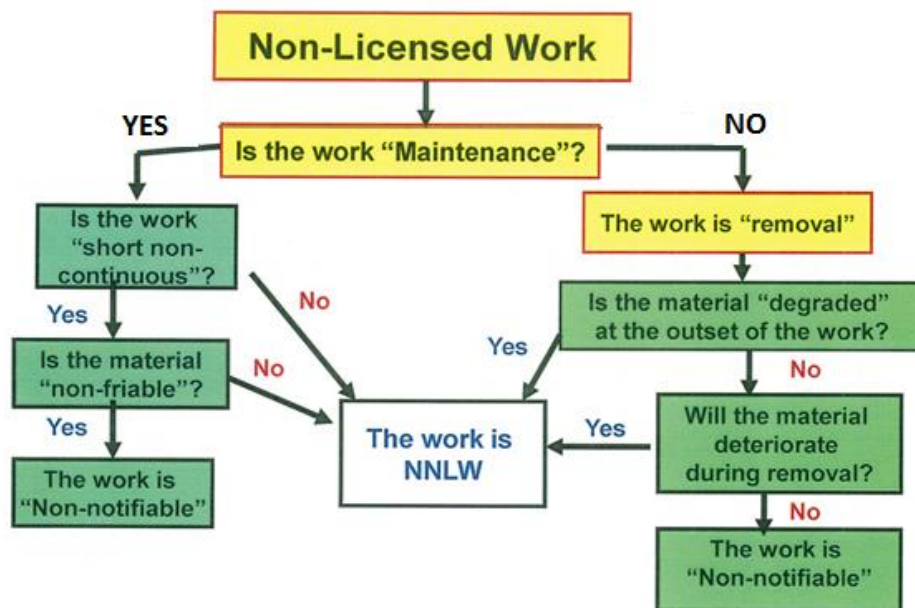 Non-Licensed Work
YES
NO
Is the work “Maintenance”?
Is the work
“short non-
continuous”?
The work is “removal”
No
Yes
Is the material “degraded”
at the outset of the work?
Yes
Is the material
“non-friable”?
No
No
Yes
The work is
NNLW
Yes
Will the material
deteriorate
during removal?
The work is
“Non-notifiable”
No
The work is
“Non-notifiable”